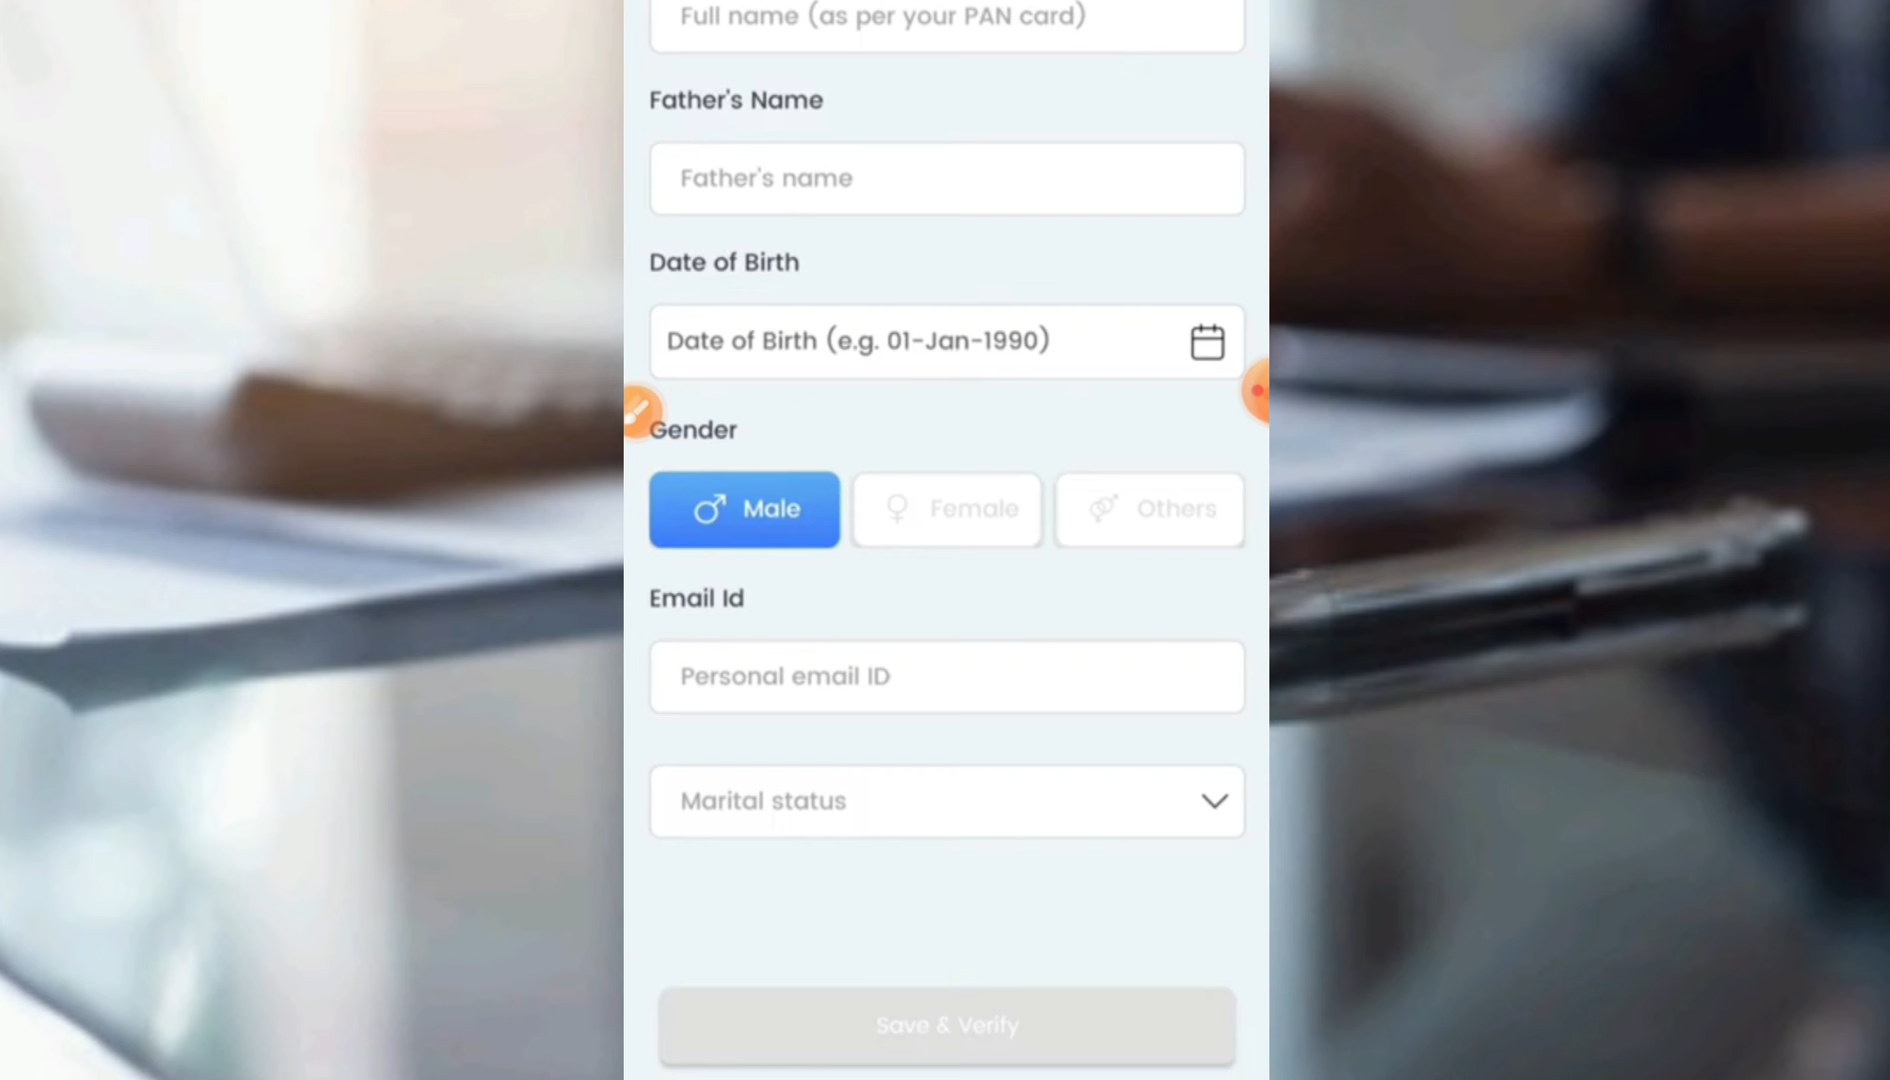 Full name (as per your PAN card)
Father's Name
Father's name
Date of Birth
Date of Birth (e.g. 01-Jan-1990)
Gender
Male
Female
Others
Email Id
Personal email ID
Marital status
Save & Verify